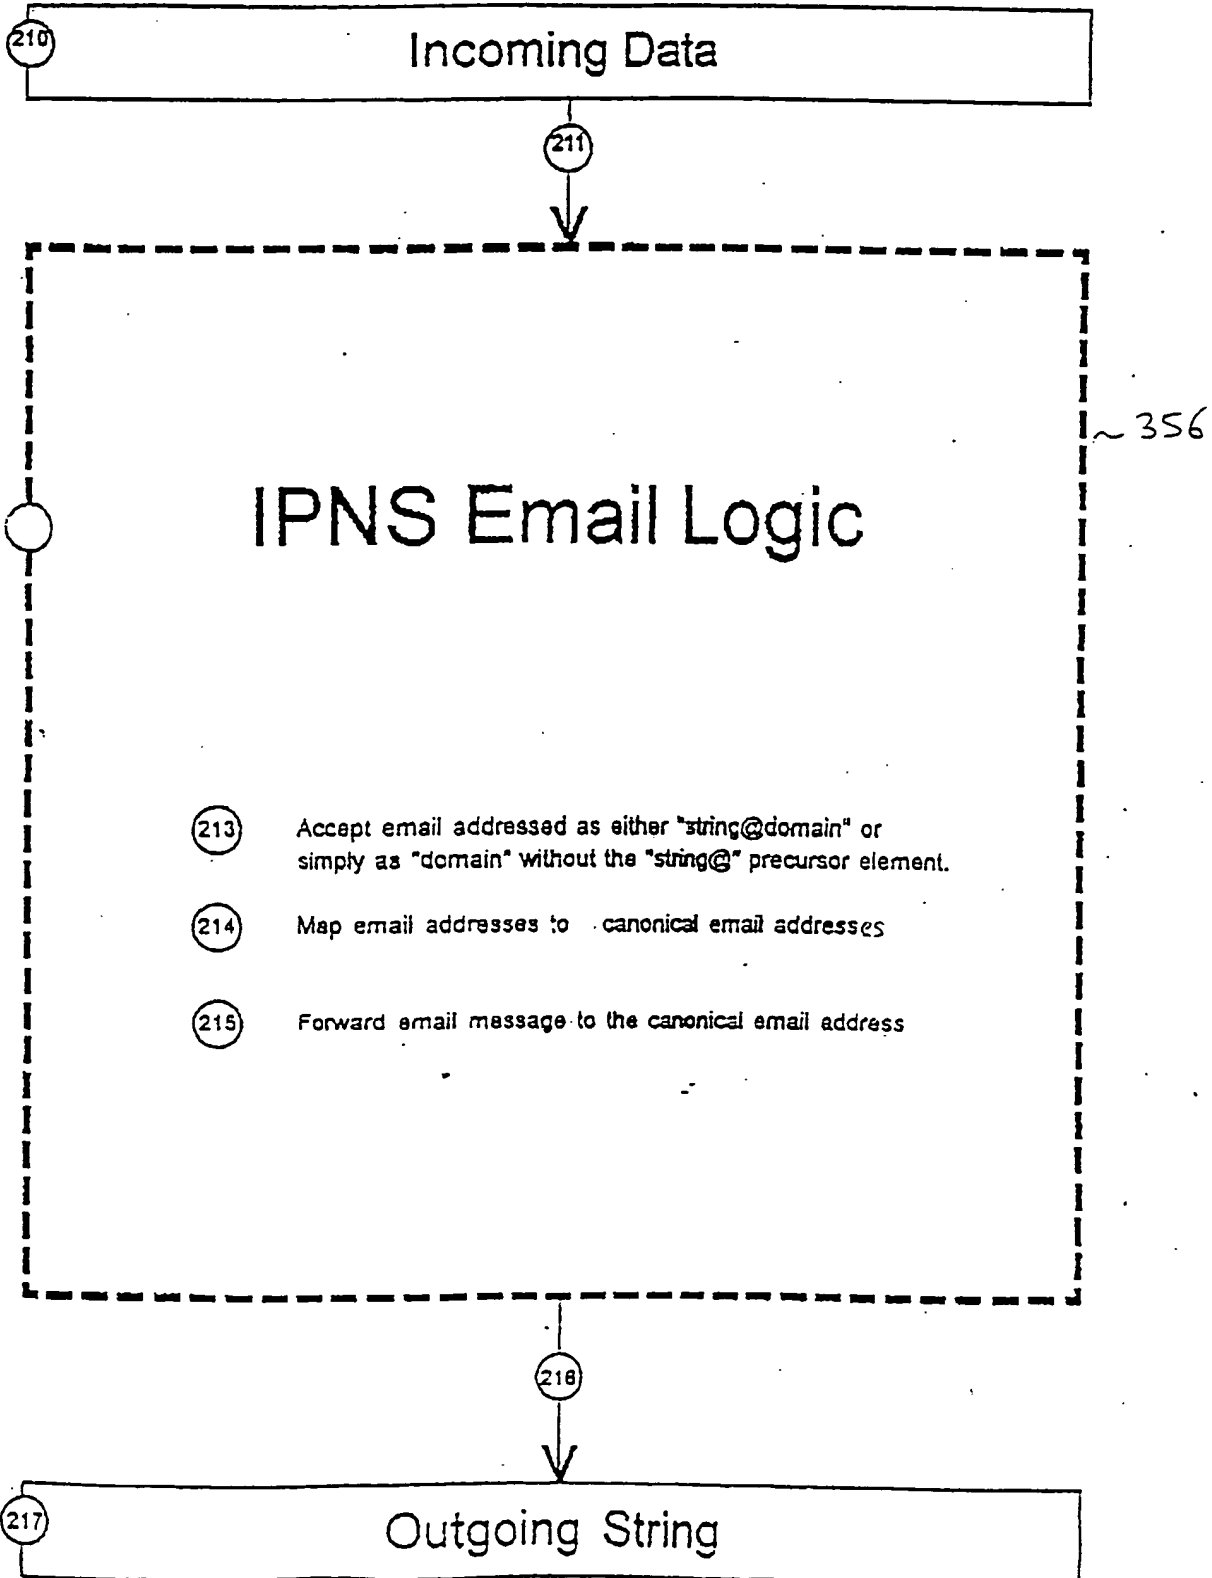 210
Incoming Data
211
~ 356
IPNS Email Logic
213 Accept email addressed as either "string@domain" or
simply as "domain" without the "string@" precursor element.
214 Map email addresses to canonical email addresses
215 Forward email message to the canonical email address
216
217
Outgoing String